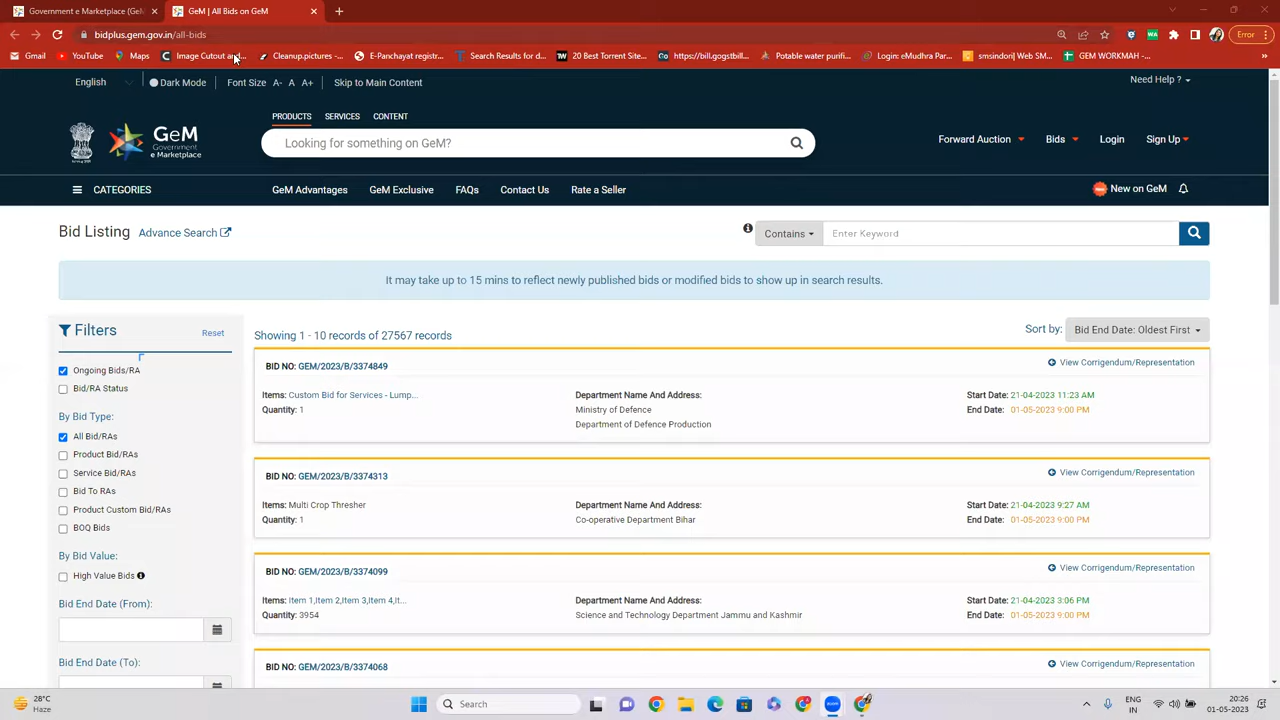 Government e Marketplace (GeM)
GeM | All Bids on GeM
bidplus.gem.gov.in/all-bids
Error
Gmail
YouTube
Maps
Image Cutout and...
Cleanup.pictures -...
E-Panchayat registr...
Search Results for d...
20 Best Torrent Site...
https://bill.gogstbill...
Potable water purifi...
Login: eMudhra Par...
smsindori] Web SM...
GEM WORKMAH -...
English
Dark Mode
Font Size A- A A+
Skip to Main Content
Need Help ?
PRODUCTS SERVICES CONTENT
GeM
Government
e Marketplace
Looking for something on GeM?
Forward Auction
Bids
Login
Sign Up
CATEGORIES
GeM Advantages
GeM Exclusive
FAQs
Contact Us
Rate a Seller
New on GeM
Bid Listing
Advance Search
Contains
Enter Keyword
It may take up to 15 mins to reflect newly published bids or modified bids to show up in search results.
Filters
Reset
Ongoing Bids/RA
Bid/RA Status
By Bid Type:
All Bid/RAs
Product Bid/RAs
Service Bid/RAs
Bid To RAs
Product Custom Bid/RAs
BOQ Bids
By Bid Value:
High Value Bids
Bid End Date (From):
Bid End Date (To):
Showing 1 - 10 records of 27567 records
Sort by: Bid End Date: Oldest First
BID NO: GEM/2023/B/3374849
View Corrigendum/Representation
Items: Custom Bid for Services - Lump...
Quantity: 1
Department Name And Address:
Ministry of Defence
Department of Defence Production
Start Date: 21-04-2023 11:23 AM
End Date: 01-05-2023 9:00 PM
BID NO: GEM/2023/B/3374313
View Corrigendum/Representation
Items: Multi Crop Thresher
Quantity: 1
Department Name And Address:
Co-operative Department Bihar
Start Date: 21-04-2023 9:27 AM
End Date: 01-05-2023 9:00 PM
BID NO: GEM/2023/B/3374099
View Corrigendum/Representation
Items: Item 1,Item 2,Item 3,Item 4,It...
Quantity: 3954
Department Name And Address:
Science and Technology Department Jammu and Kashmir
Start Date: 21-04-2023 3:06 PM
End Date: 01-05-2023 9:00 PM
BID NO: GEM/2023/B/3374068
View Corrigendum/Representation
28°C
Haze
Search
ENG
IN
20:26
01-05-2023